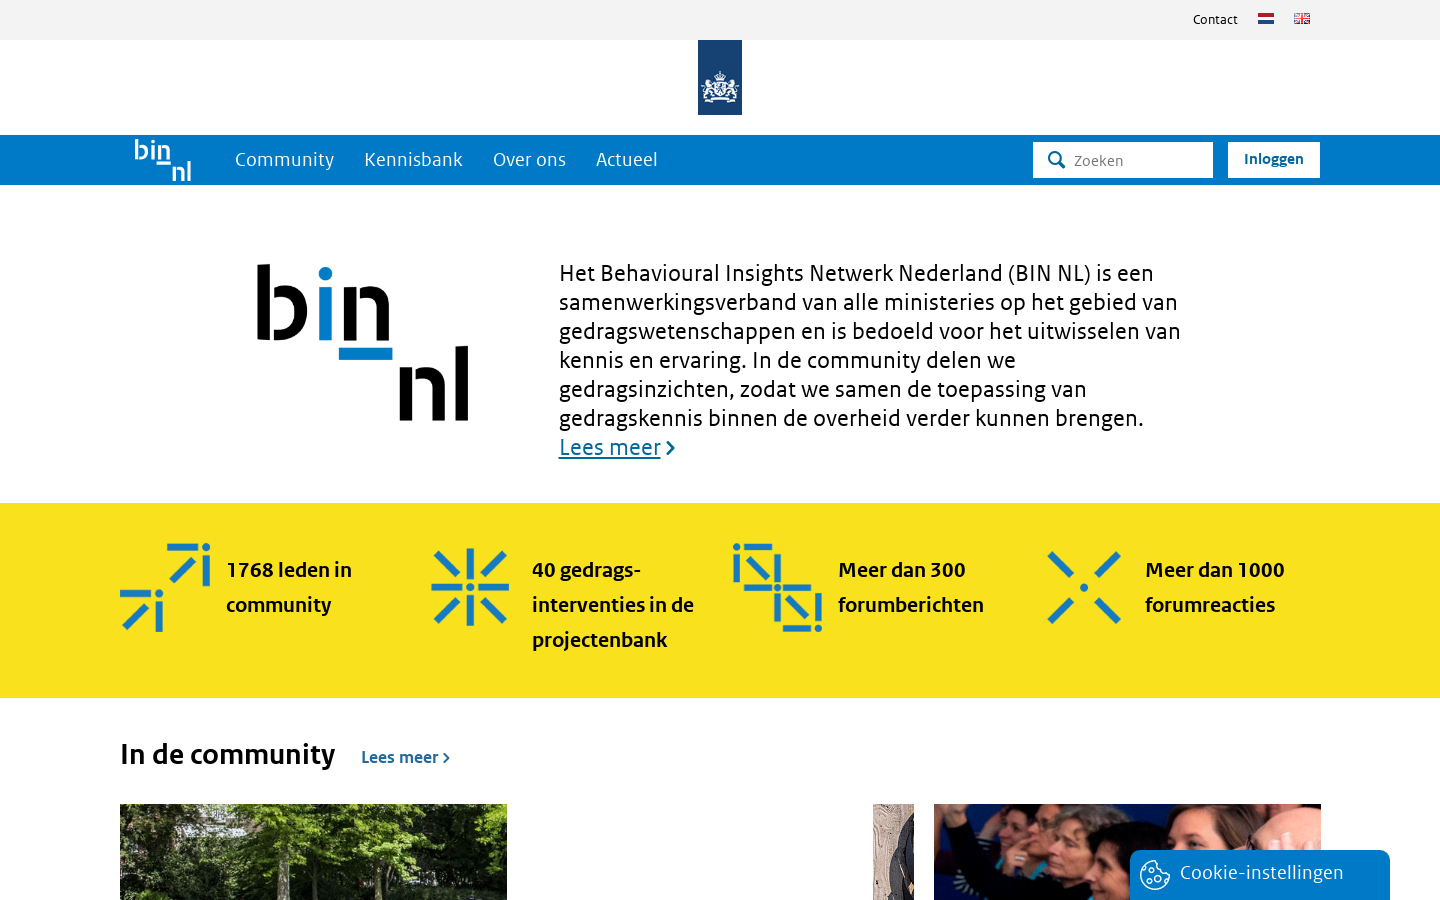 Contact
bin nl
Community
Kennisbank
Over ons
Actueel
Zoeken
Inloggen
bin
nl
Het Behavioural Insights Netwerk Nederland (BIN NL) is een
samenwerkingsverband van alle ministeries op het gebied van
gedragswetenschappen en is bedoeld voor het uitwisselen van
kennis en ervaring. In de community delen we
gedragsinzichten, zodat we samen de toepassing van
gedragskennis binnen de overheid verder kunnen brengen.
Lees meer
1768 leden in
community
40 gedrags-
interventies in de
projectenbank
Meer dan 300
forumberichten
Meer dan 1000
forumreacties
In de community
Lees meer
Cookie-instellingen